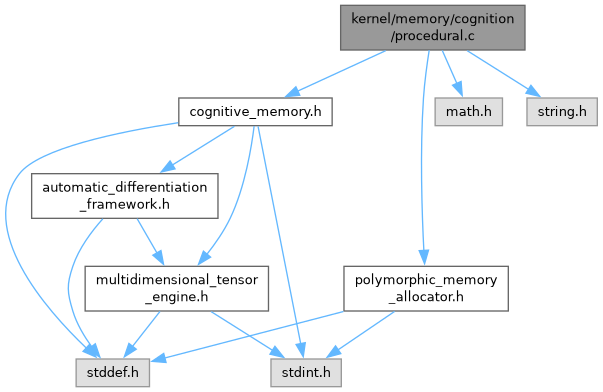 kernel/memory/cognition
/procedural.c
cognitive_memory.h
math.h
string.h
automatic_differentiation
_framework.h
multidimensional_tensor
_engine.h
polymorphic_memory
_allocator.h
stddef.h
stdint.h